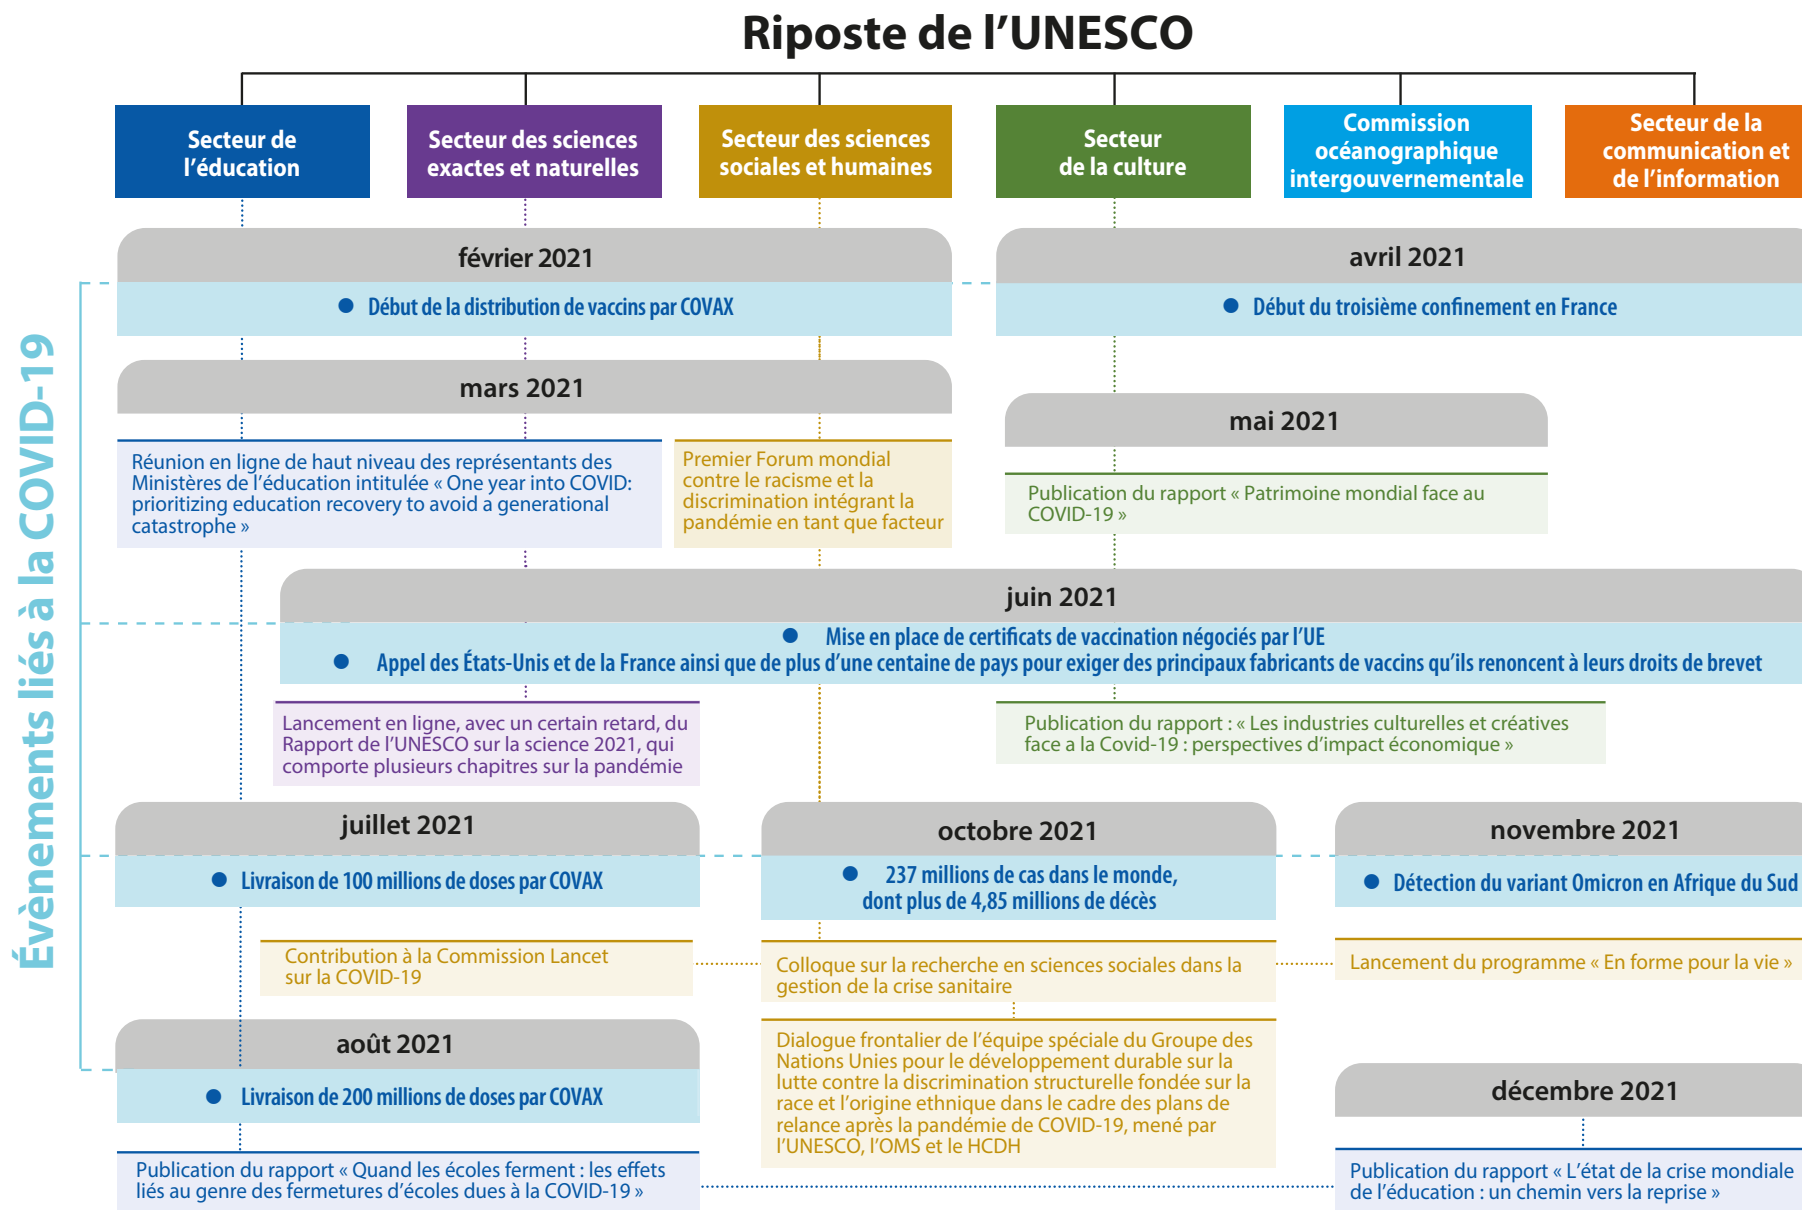 Riposte de l'UNESCO
Secteur de
l'éducation
Secteur des sciences
exactes et naturelles
Secteur des sciences
sociales et humaines
Secteur
de la culture
Commission
océanographique
intergouvernementale
Secteur de la
communication et
de l'information
Évènements liés à la COVID-19
février 2021
● Début de la distribution de vaccins par COVAX
avril 2021
● Début du troisième confinement en France
mars 2021
Réunion en ligne de haut niveau des représentants des
Ministères de l'éducation intitulée « One year into COVID:
prioritizing education recovery to avoid a generational
catastrophe »
Premier Forum mondial
contre le racisme et la
discrimination intégrant la
pandémie en tant que facteur
mai 2021
Publication du rapport « Patrimoine mondial face au
COVID-19 »
juin 2021
● Mise en place de certificats de vaccination négociés par l'UE
● Appel des États-Unis et de la France ainsi que de plus d'une centaine de pays pour exiger des principaux fabricants de vaccins qu'ils renoncent à leurs droits de brevet
Lancement en ligne, avec un certain retard, du
Rapport de l'UNESCO sur la science 2021, qui
comporte plusieurs chapitres sur la pandémie
Publication du rapport : « Les industries culturelles et créatives
face a la Covid-19 : perspectives d'impact économique »
juillet 2021
● Livraison de 100 millions de doses par COVAX
Contribution à la Commission Lancet
sur la COVID-19
août 2021
● Livraison de 200 millions de doses par COVAX
Publication du rapport « Quand les écoles ferment : les effets
liés au genre des fermetures d'écoles dues à la COVID-19 »
octobre 2021
● 237 millions de cas dans le monde,
dont plus de 4,85 millions de décès
Colloque sur la recherche en sciences sociales dans la
gestion de la crise sanitaire
Dialogue frontalier de l'équipe spéciale du Groupe des
Nations Unies pour le développement durable sur la
lutte contre la discrimination structurelle fondée sur la
race et l'origine ethnique dans le cadre des plans de
relance après la pandémie de COVID-19, mené par
l'UNESCO, l'OMS et le HCDH
novembre 2021
● Détection du variant Omicron en Afrique du Sud
Lancement du programme « En forme pour la vie »
décembre 2021
Publication du rapport « L'état de la crise mondiale
de l'éducation : un chemin vers la reprise »